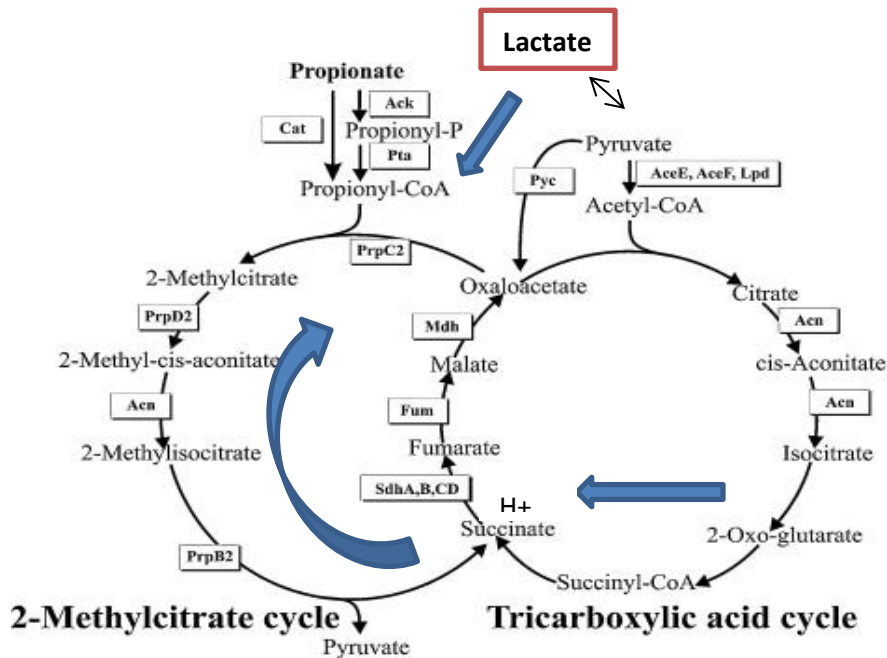 Lactate
Propionate
Ack
Cat
Propionyl-P
Pta
Propionyl-CoA
Pyruvate
Pyc
AceE, AceF, Lpd
Acetyl-CoA
PrpC2
2-Methylcitrate
Oxaloacetate
Citrate
PrpD2
Mdh
Acn
2-Methyl-cis-aconitate
Malate
cis-Aconitate
Acn
Fum
Acn
2-Methylisocitrate
Fumarate
Isocitrate
SdhA,B,CD
H+
Succinate
2-Oxo-glutarate
PrpB2
Succinyl-CoA
2-Methylcitrate cycle
Tricarboxylic acid cycle
Pyruvate